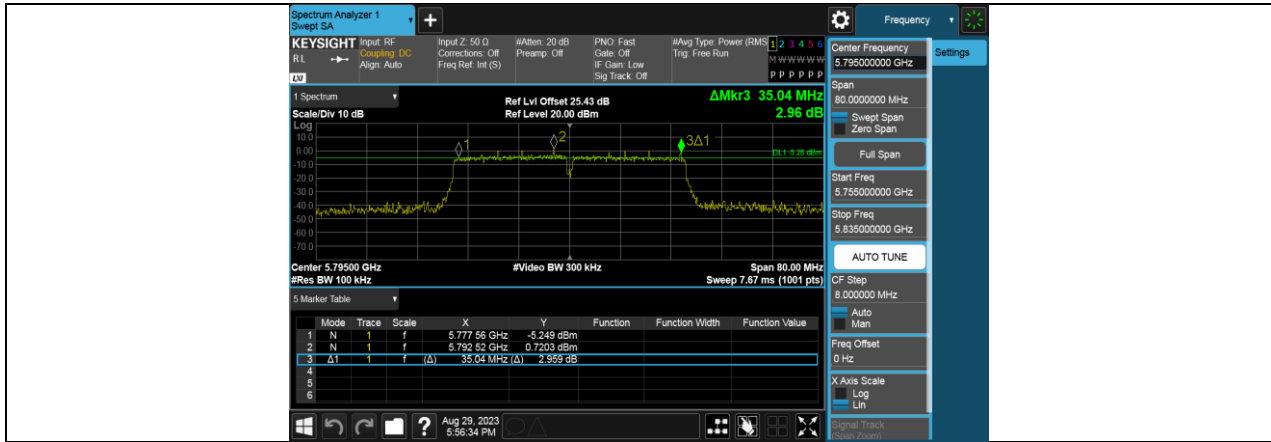 Spectrum Analyzer 1
Swept SA
Frequency
KEYSIGHT
RL
LXI
Input: RF
Coupling: DC
Align: Auto
Input Z: 50 Ω
Corrections: Off
Freq Ref: Int (S)
#Atten: 20 dB
Preamp: Off
PNO: Fast
Gate: Off
IF Gain: Low
Sig Track: Off
#Avg Type: Power (RMS
Trig: Free Run
1 2 3 4 5 6
M W W W W W
P P P P P P
1 Spectrum
Scale/Div 10 dB
Ref Lvl Offset 25.43 dB
Ref Level 20.00 dBm
ΔMkr3 35.04 MHz
2.96 dB
Log
10.0
0.00
-10.0
-20.0
-30.0
-40.0
-50.0
-60.0
-70.0
1
2
3Δ1
DL1 -5.28 dBm
Center 5.79500 GHz
#Video BW 300 kHz
Span 80.00 MHz
#Res BW 100 kHz
Sweep 7.67 ms (1001 pts)
5 Marker Table
Mode Trace Scale X Y Function Function Width Function Value
1 N 1 f 5.777 56 GHz -5.249 dBm
2 N 1 f 5.792 52 GHz 0.7203 dBm
3 Δ1 1 f (Δ) 35.04 MHz (Δ) 2.959 dB
4
5
6
?
Aug 29, 2023
5:56:34 PM
Center Frequency
5.795000000 GHz
Settings
Span
80.0000000 MHz
Swept Span
Zero Span
Full Span
Start Freq
5.755000000 GHz
Stop Freq
5.835000000 GHz
AUTO TUNE
CF Step
8.000000 MHz
Auto
Man
Freq Offset
0 Hz
X Axis Scale
Log
Lin
Signal Track
(Span Zoom)